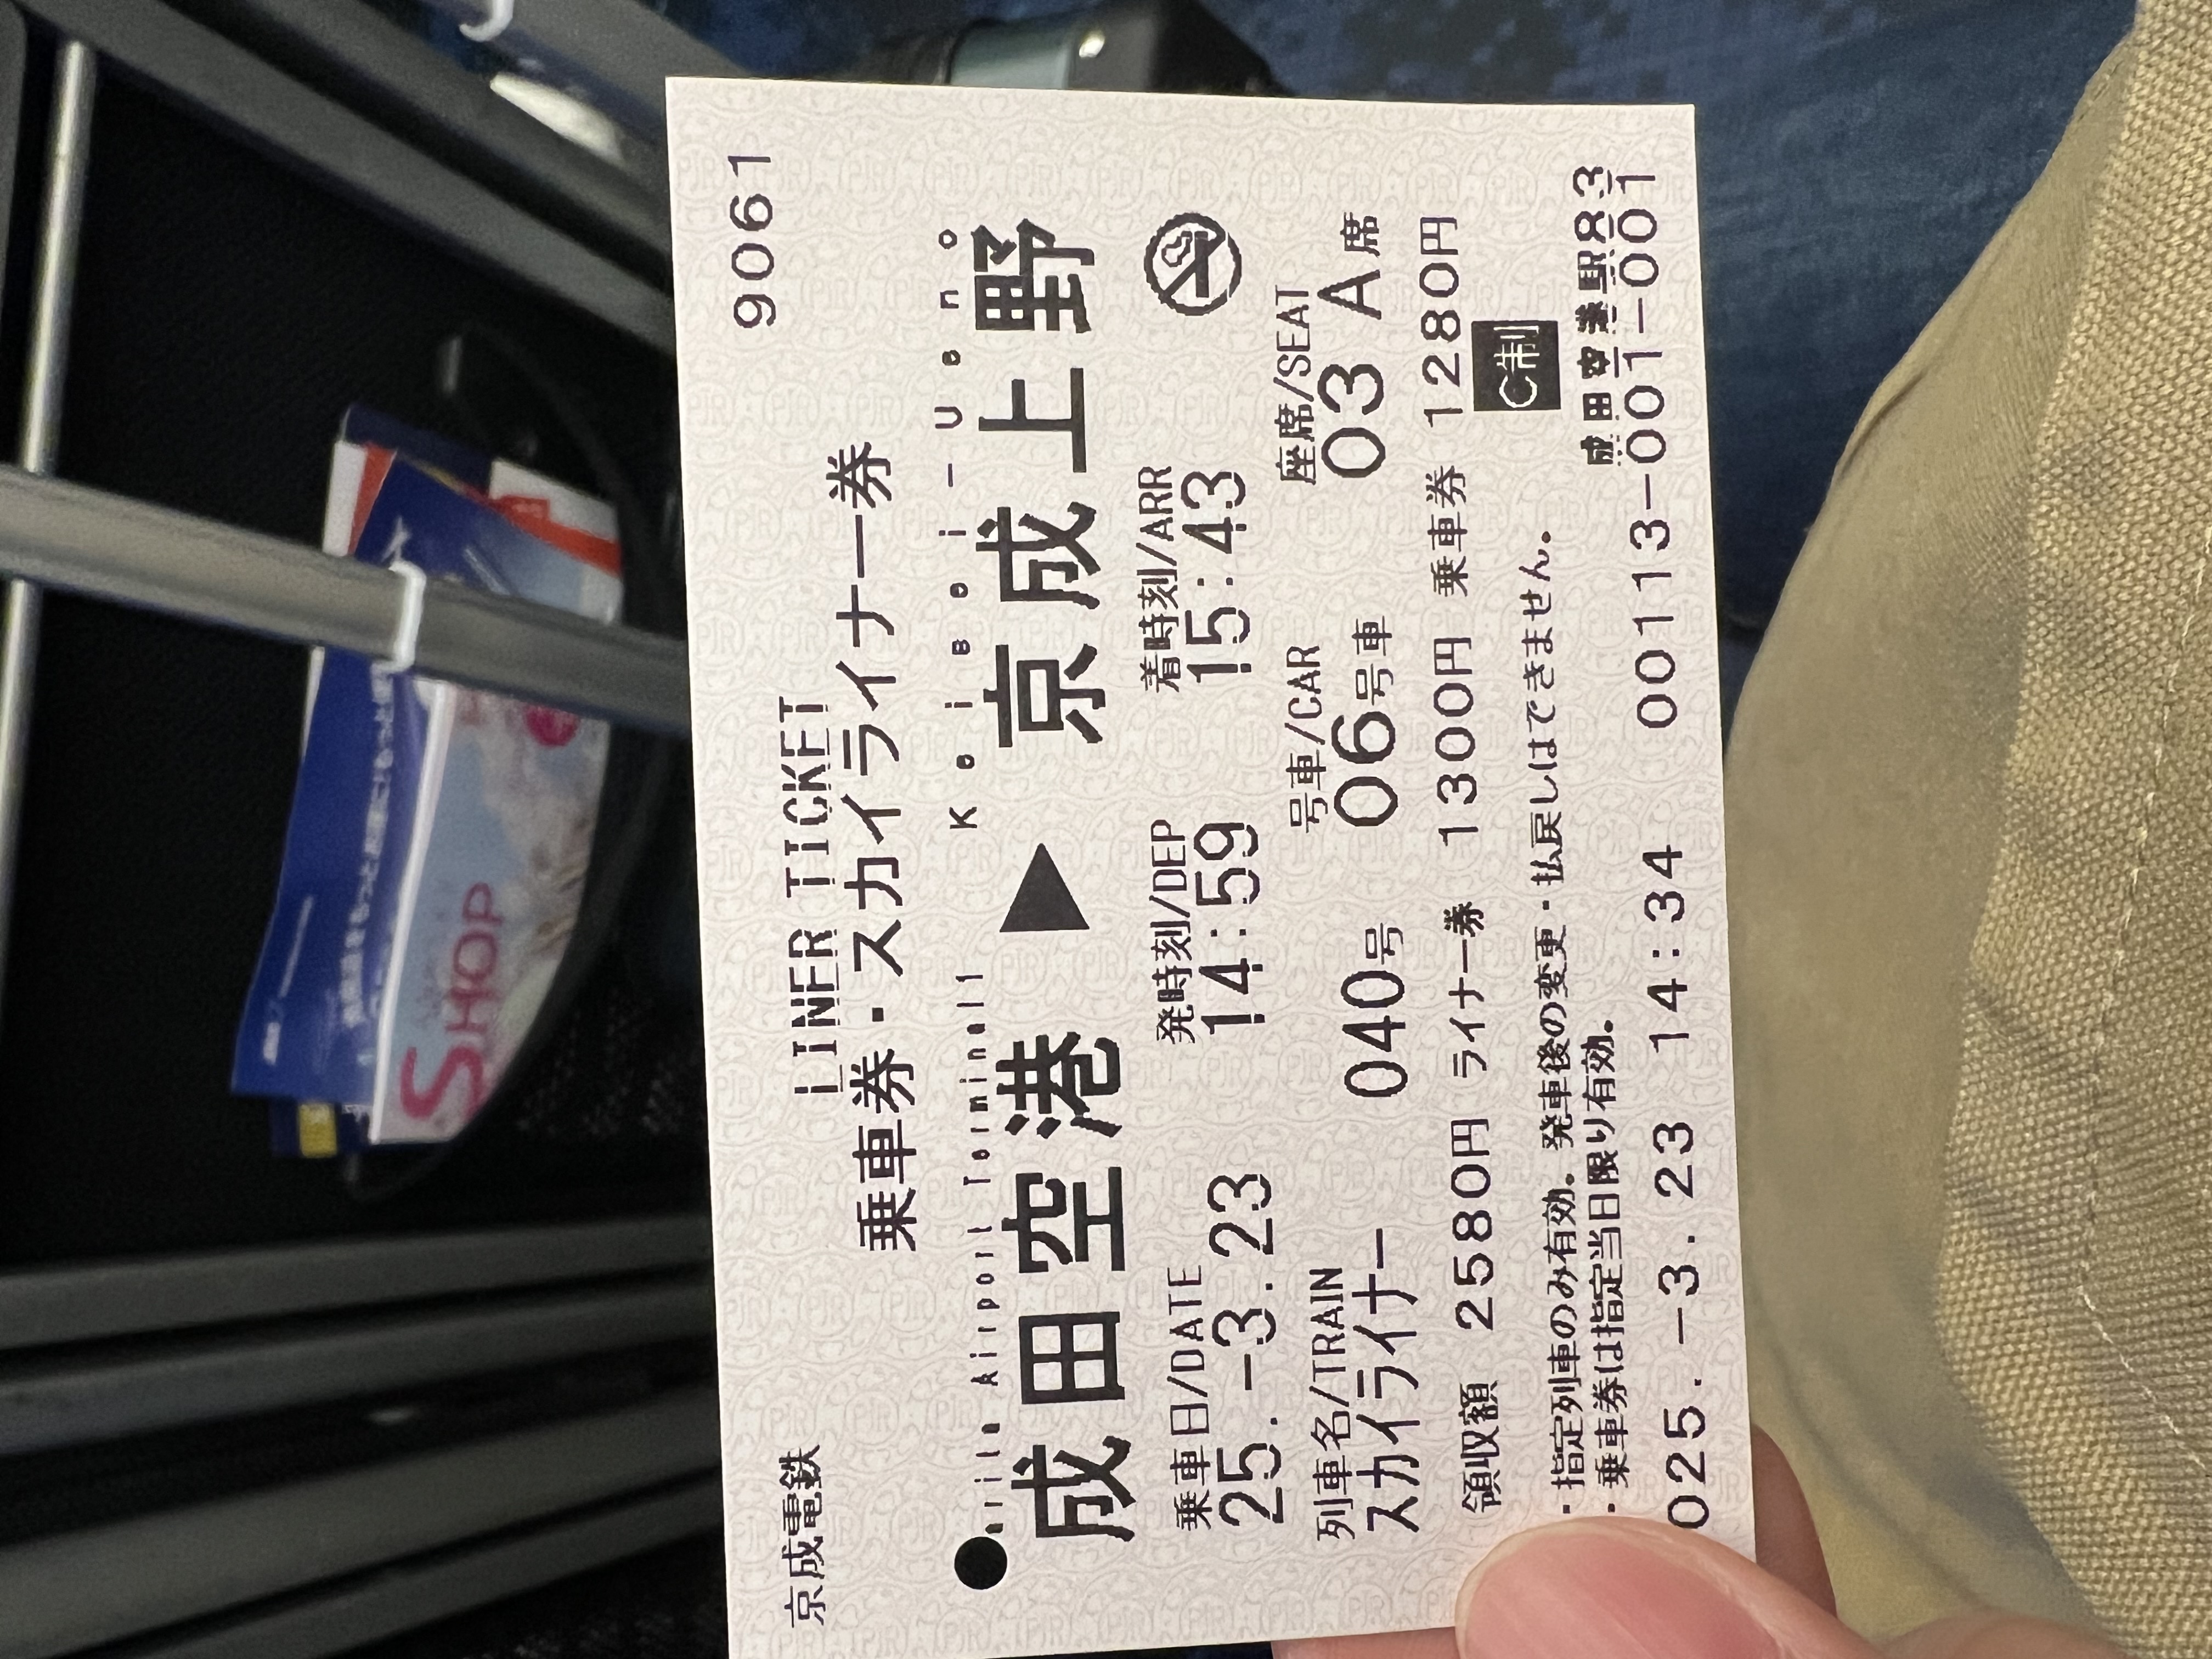 SHOP
9061
京成電鉄
LINER TICKET
乗車券・スカイライナー券
arita Airport Terminal1 Keisei-Ueno
成田空港 ▶ 京成上野
乗車日/DATE 発時刻/DEP 着時刻/ARR
25.-3.23 14:59 15:43
列車名/TRAIN 号車/CAR 座席/SEAT
スカイライナー 040号 06号車 03 A席
領収額 2580円 ライナー券 1300円 乗車券 1280円
C制
・指定列車のみ有効。発車後の変更・払戻しはできません。
・乗車券は指定当日限り有効。
成田空港駅83
025.-3.23 14:34 00113-001-001